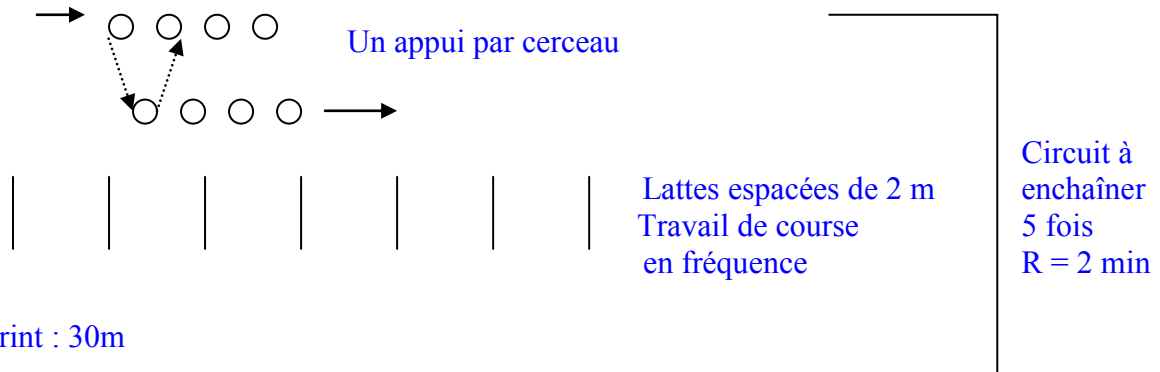 Un appui par cerceau
Lattes espacées de 2 m
Travail de course
en fréquence
Circuit à
enchaîner
5 fois
R = 2 min
rint : 30m